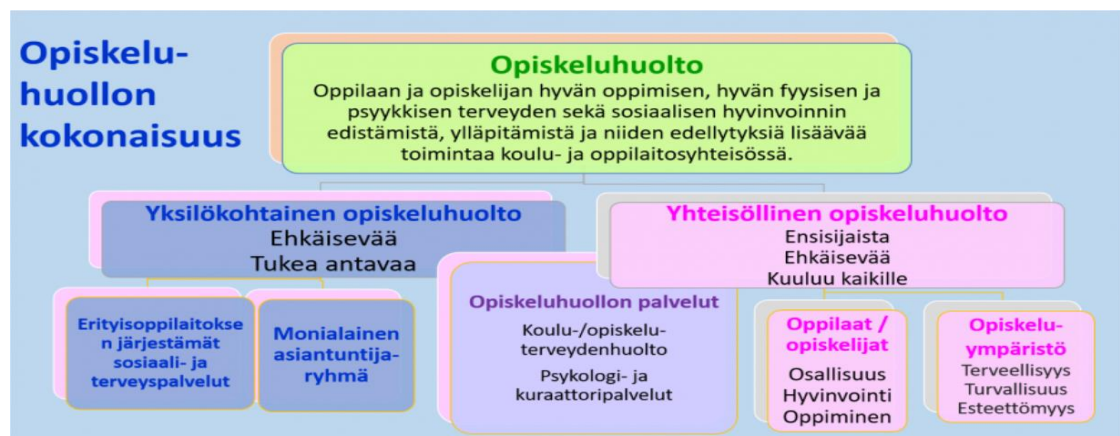 Opiskelu-
huollon
kokonaisuus
Opiskeluhuolto
Oppilaan ja opiskelijan hyvän oppimisen, hyvän fyysisen ja
psyykkisen terveyden sekä sosiaalisen hyvinvoinnin
edistämistä, ylläpitämistä ja niiden edellytyksiä lisäävää
toimintaa koulu- ja oppilaitosyhteisössä.
Yksilökohtainen opiskeluhuolto
Ehkäisevää
Tukea antavaa
Yhteisöllinen opiskeluhuolto
Ensisijaista
Ehkäisevää
Kuuluu kaikille
Erityisoppilaitokse
n järjestämät
sosiaali- ja
terveyspalvelut
Monialainen
asiantuntija-
ryhmä
Opiskeluhuollon palvelut
Koulu-/opiskelu-
terveydenhuolto
Psykologi- ja
kuraattoripalvelut
Oppilaat /
opiskelijat
Osallisuus
Hyvinvointi
Oppiminen
Opiskelu-
ympäristö
Terveellisyys
Turvallisuus
Esteettömyys